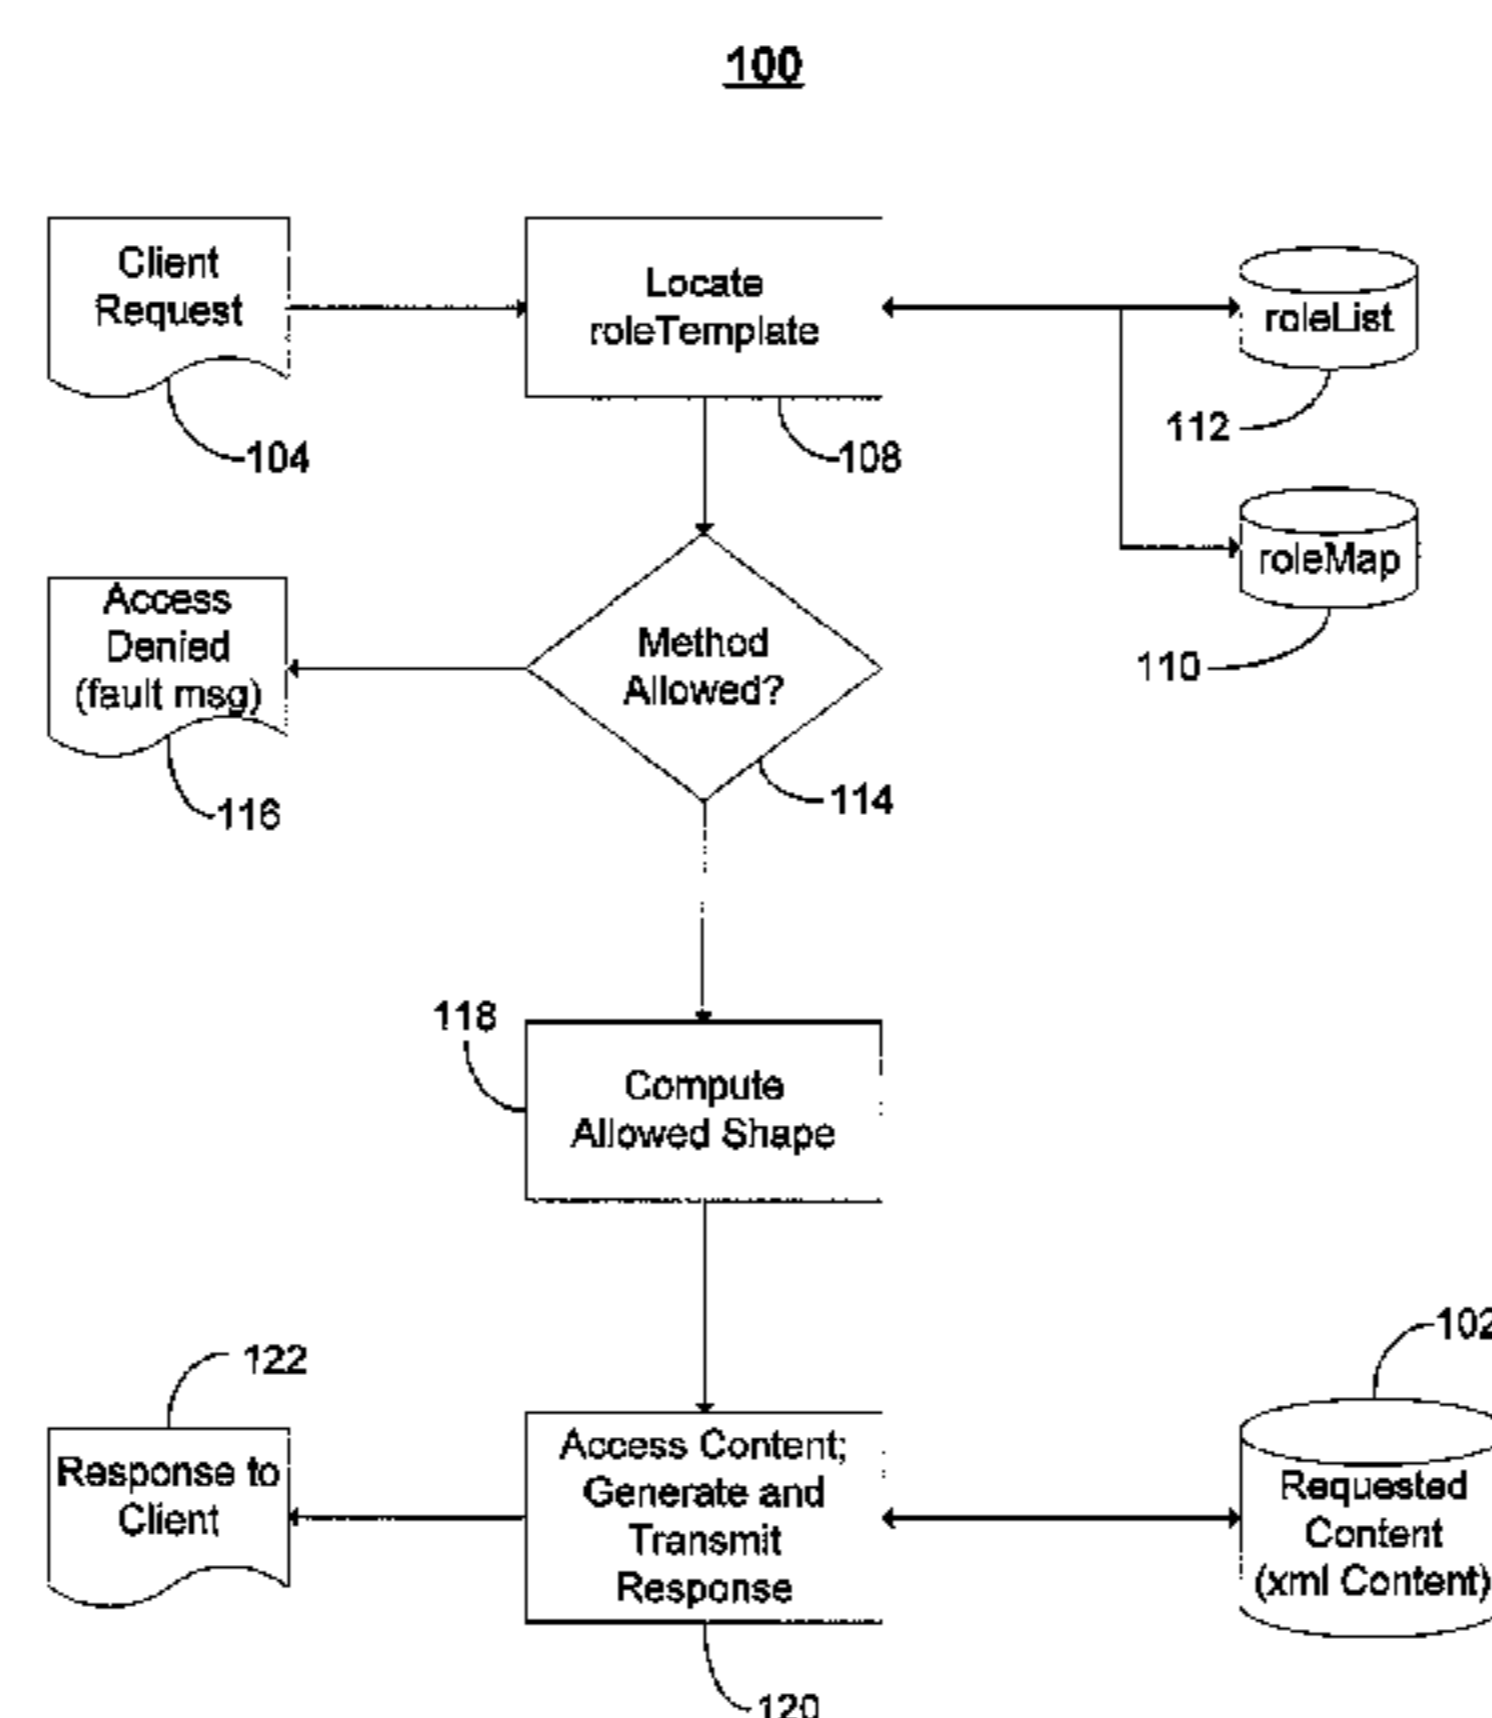 100
Client
Request
104
Locate
roleTemplate
108
roleList
112
roleMap
110
Access
Denied
(fault msg)
116
Method
Allowed?
114
118
Compute
Allowed Shape
122
Response to
Client
Access Content;
Generate and
Transmit
Response
120
102
Requested
Content
(xml Content)